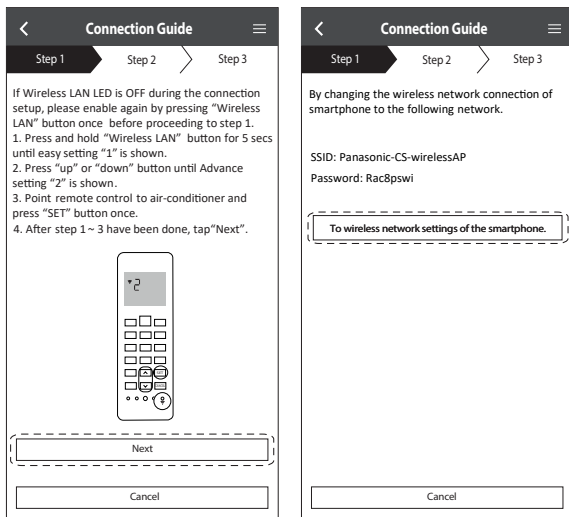 Connection Guide
Step 1
Step 2
Step 3
If Wireless LAN LED is OFF during the connection
setup, please enable again by pressing “Wireless
LAN” button once before proceeding to step 1.
1. Press and hold “Wireless LAN” button for 5 secs
until easy setting “1” is shown.
2. Press “up” or “down” button until Advance
setting “2” is shown.
3. Point remote control to air-conditioner and
press “SET” button once.
4. After step 1~ 3 have been done, tap“Next”.
2
Next
Cancel
Connection Guide
Step 1
Step 2
Step 3
By changing the wireless network connection of
smartphone to the following network.
SSID: Panasonic-CS-wirelessAP
Password: Rac8pswi
To wireless network settings of the smartphone.
Cancel